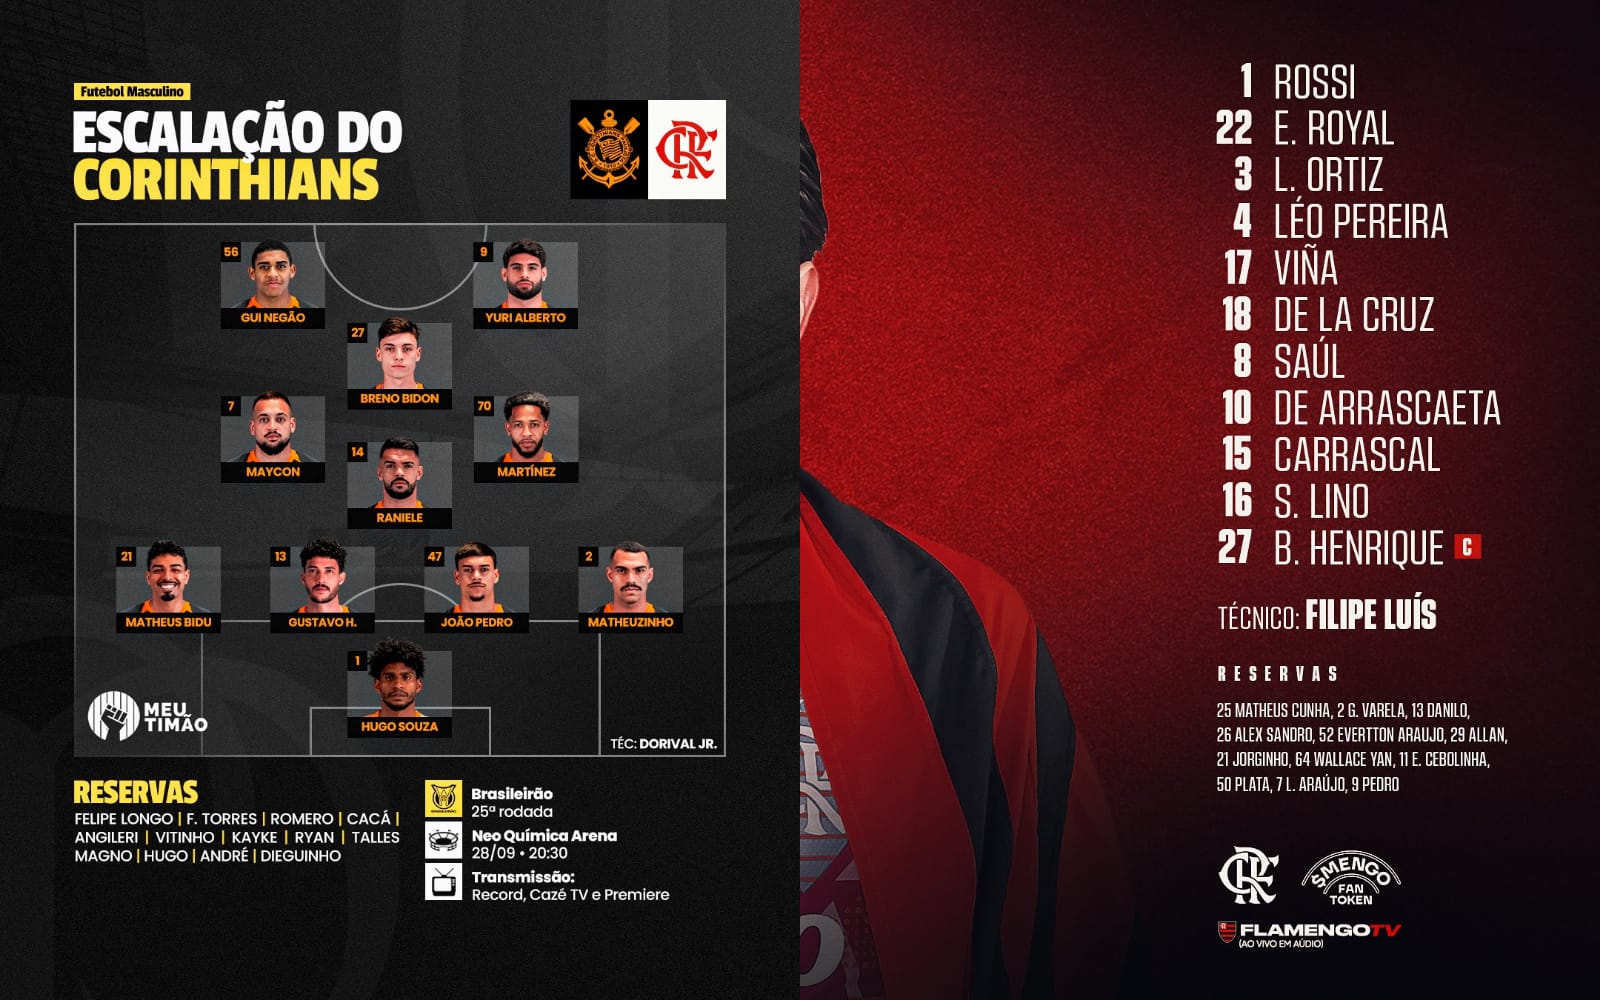 Futebol Masculino
ESCALAÇÃO DO
CORINTHIANS
56
GUI NEGÃO
9
YURI ALBERTO
27
BRENO BIDON
7
MAYCON
70
MARTÍNEZ
14
RANIELE
21
MATHEUS BIDU
13
GUSTAVO H.
47
JOÃO PEDRO
2
MATHEUZINHO
1
HUGO SOUZA
MEU
TIMÃO
TÉC: DORIVAL JR.
RESERVAS
FELIPE LONGO | F. TORRES | ROMERO | CACÁ |
ANGILERI | VITINHO | KAYKE | RYAN | TALLES
MAGNO | HUGO | ANDRÉ | DIEGUINHO
Brasileirão
25ª rodada
Neo Química Arena
28/09 • 20:30
Transmissão:
Record, Cazé TV e Premiere
1 ROSSI
22 E. ROYAL
3 L. ORTIZ
4 LÉO PEREIRA
17 VIÑA
18 DE LA CRUZ
8 SAÚL
10 DE ARRASCAETA
15 CARRASCAL
16 S. LINO
27 B. HENRIQUE C
TÉCNICO: FILIPE LUÍS
RESERVAS
25 MATHEUS CUNHA, 2 G. VARELA, 13 DANILO,
26 ALEX SANDRO, 52 EVERTTON ARAUJO, 29 ALLAN,
21 JORGINHO, 64 WALLACE YAN, 11 E. CEBOLINHA,
50 PLATA, 7 L. ARAÚJO, 9 PEDRO
$MENGO
FAN
TOKEN
FLAMENGOTV
(AO VIVO EM AÚDIO)